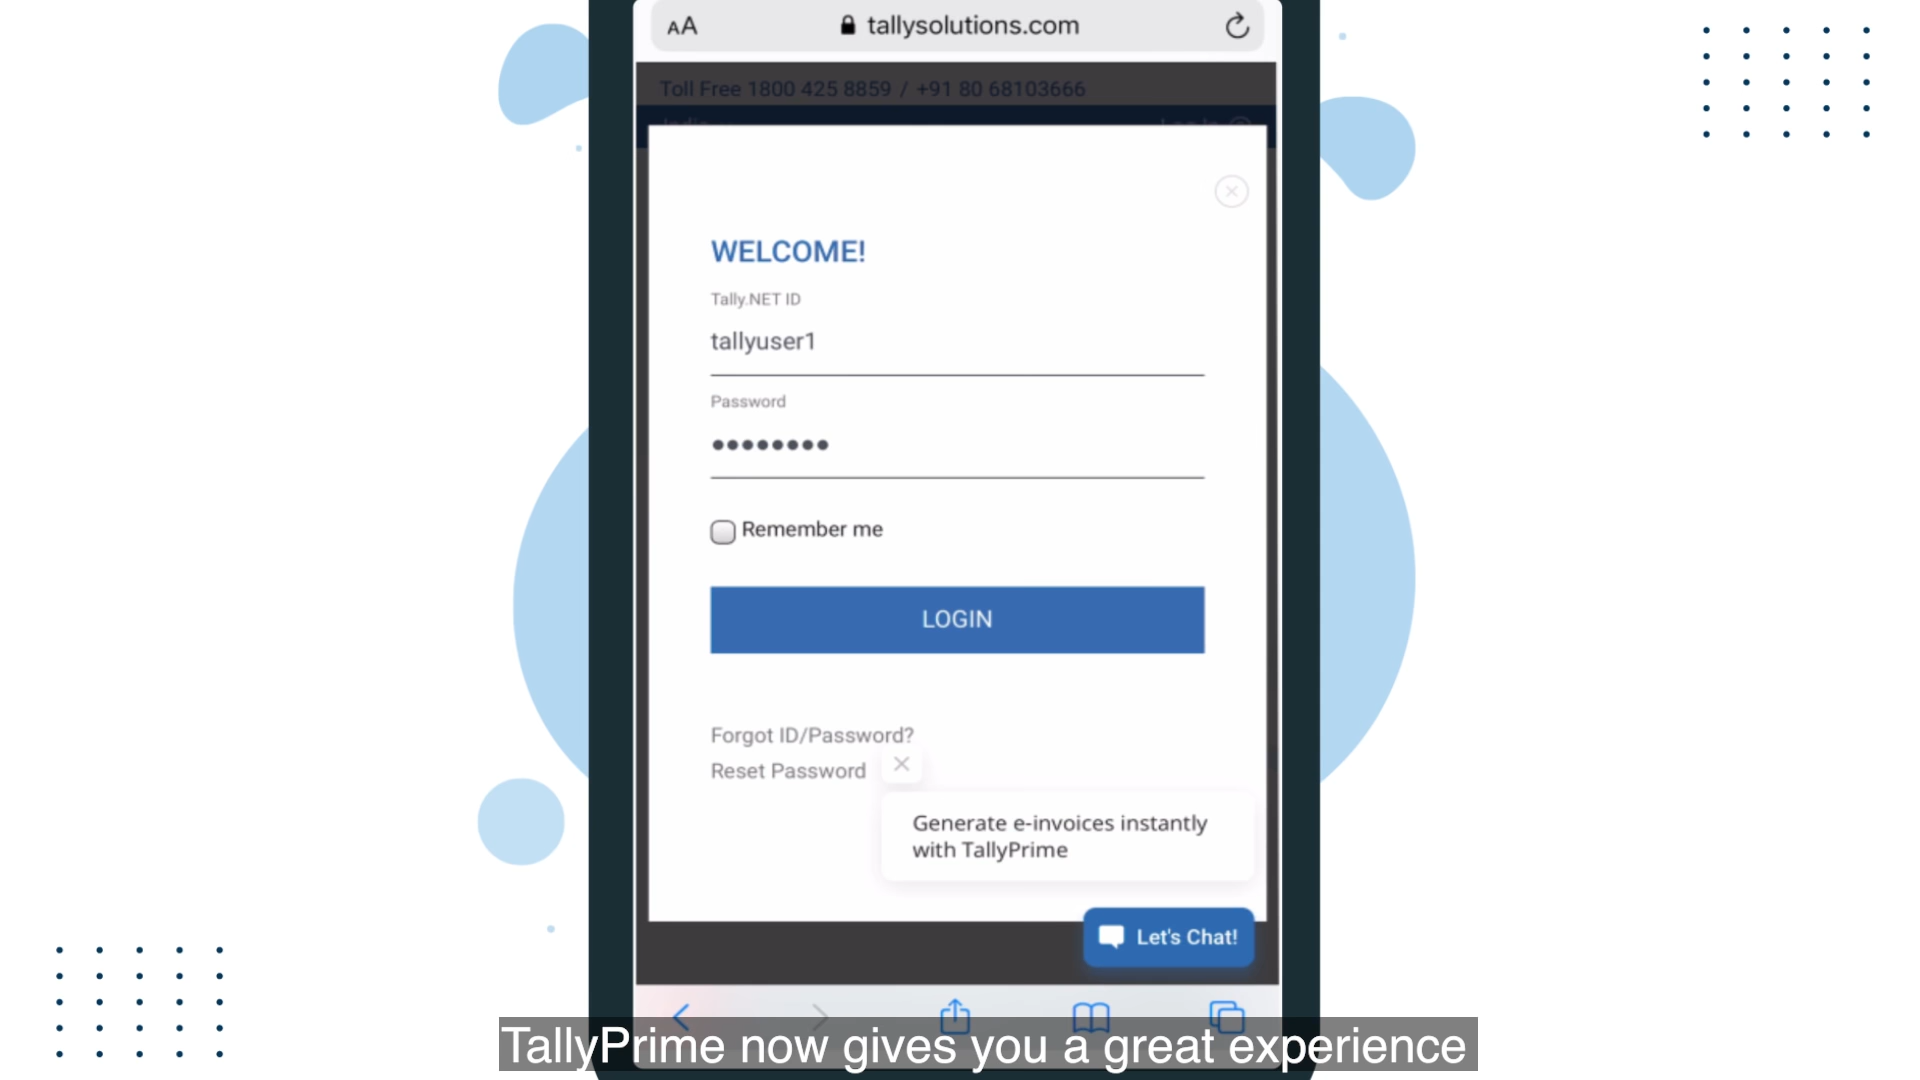 AA
tallysolutions.com
Toll Free 1800 425 8859 / +91 80 68103666
WELCOME!
Tally.NET ID
tallyuser1
Password
Remember me
LOGIN
Forgot ID/Password?
Reset Password
Generate e-invoices instantly
with TallyPrime
Let's Chat!
TallyPrime now gives you a great experience